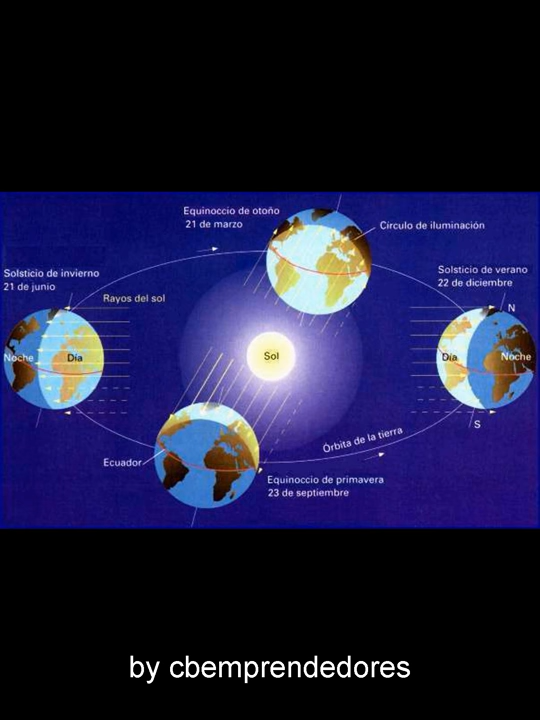 Equinoccio de otoño
21 de marzo
Círculo de iluminación
Solsticio de invierno
21 de junio
Rayos del sol
Solsticio de verano
22 de diciembre
N
Noche
Día
Sol
Día
Noche
S
Órbita de la tierra
Ecuador
Equinoccio de primavera
23 de septiembre
by cbemprendedores